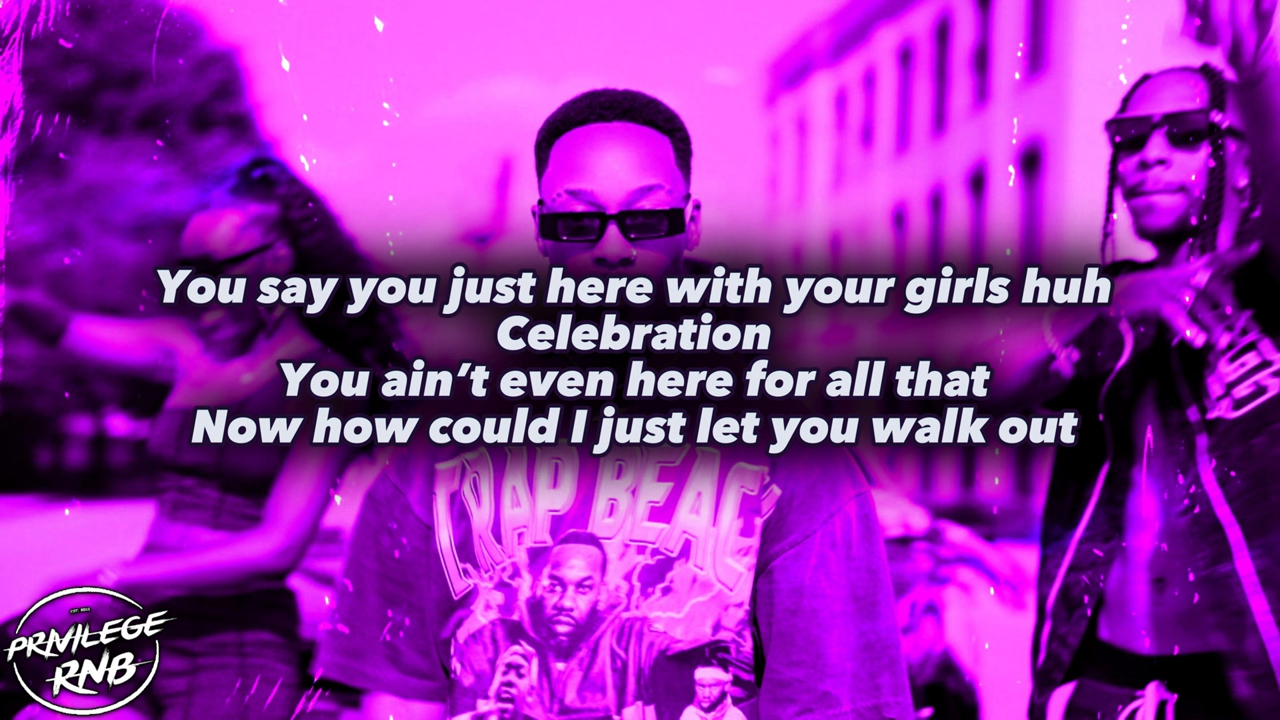 You say you just here with your girls huh
Celebration
You ain't even here for all that
Now how could I just let you walk out
TRAP BEAC
PRIVILEGE
RNB